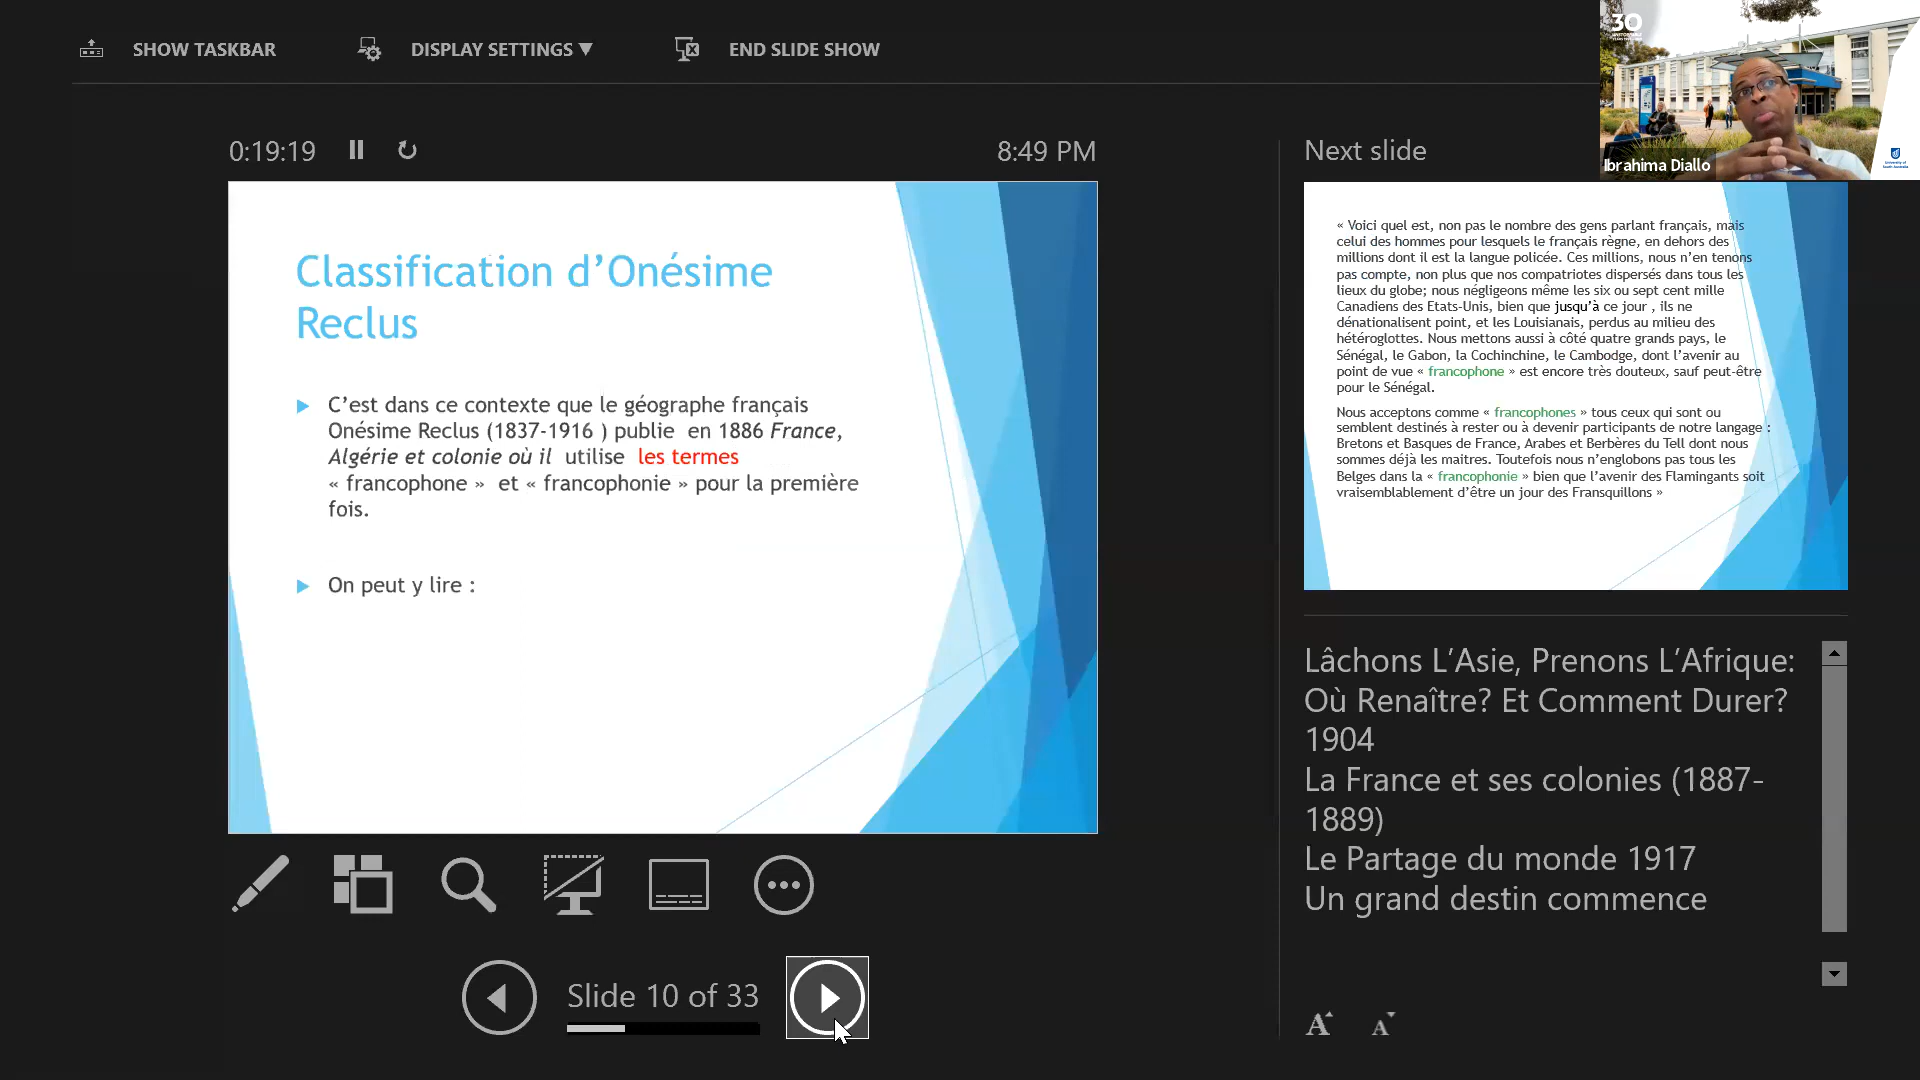 SHOW TASKBAR
DISPLAY SETTINGS ▼
END SLIDE SHOW
30
Ibrahima Diallo
University of
South Australia
0:19:19
8:49 PM
Classification d’Onésime
Reclus
C’est dans ce contexte que le géographe français
Onésime Reclus (1837-1916 ) publie en 1886 France,
Algérie et colonie où il utilise les termes
« francophone » et « francophonie » pour la première
fois.
On peut y lire :
Slide 10 of 33
Next slide
« Voici quel est, non pas le nombre des gens parlant français, mais
celui des hommes pour lesquels le français règne, en dehors des
millions dont il est la langue policée. Ces millions, nous n’en tenons
pas compte, non plus que nos compatriotes dispersés dans tous les
lieux du globe; nous négligeons même les six ou sept cent mille
Canadiens des Etats-Unis, bien que jusqu’à ce jour , ils ne
dénationalisent point, et les Louisianais, perdus au milieu des
hétéroglottes. Nous mettons aussi à côté quatre grands pays, le
Sénégal, le Gabon, la Cochinchine, le Cambodge, dont l’avenir au
point de vue « francophone » est encore très douteux, sauf peut-être
pour le Sénégal.
Nous acceptons comme « francophones » tous ceux qui sont ou
semblent destinés à rester ou à devenir participants de notre langage :
Bretons et Basques de France, Arabes et Berbères du Tell dont nous
sommes déjà les maitres. Toutefois nous n’englobons pas tous les
Belges dans la « francophonie » bien que l’avenir des Flamingants soit
vraisemblablement d’être un jour des Fransquillons »
Lâchons L’Asie, Prenons L’Afrique:
Où Renaître? Et Comment Durer?
1904
La France et ses colonies (1887-
1889)
Le Partage du monde 1917
Un grand destin commence
A A